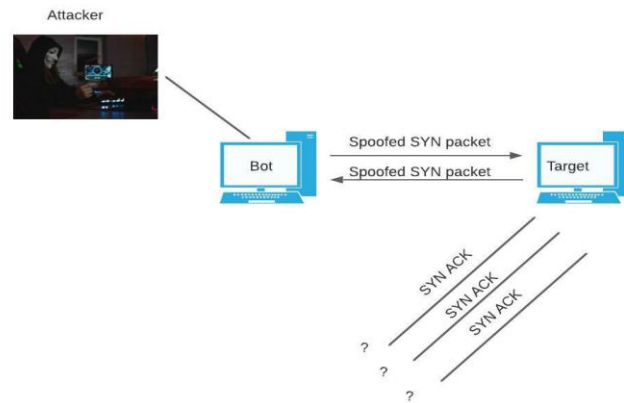 Attacker
Bot
Spoofed SYN packet
Spoofed SYN packet
Target
SYN ACK
SYN ACK
SYN ACK
?
?
?